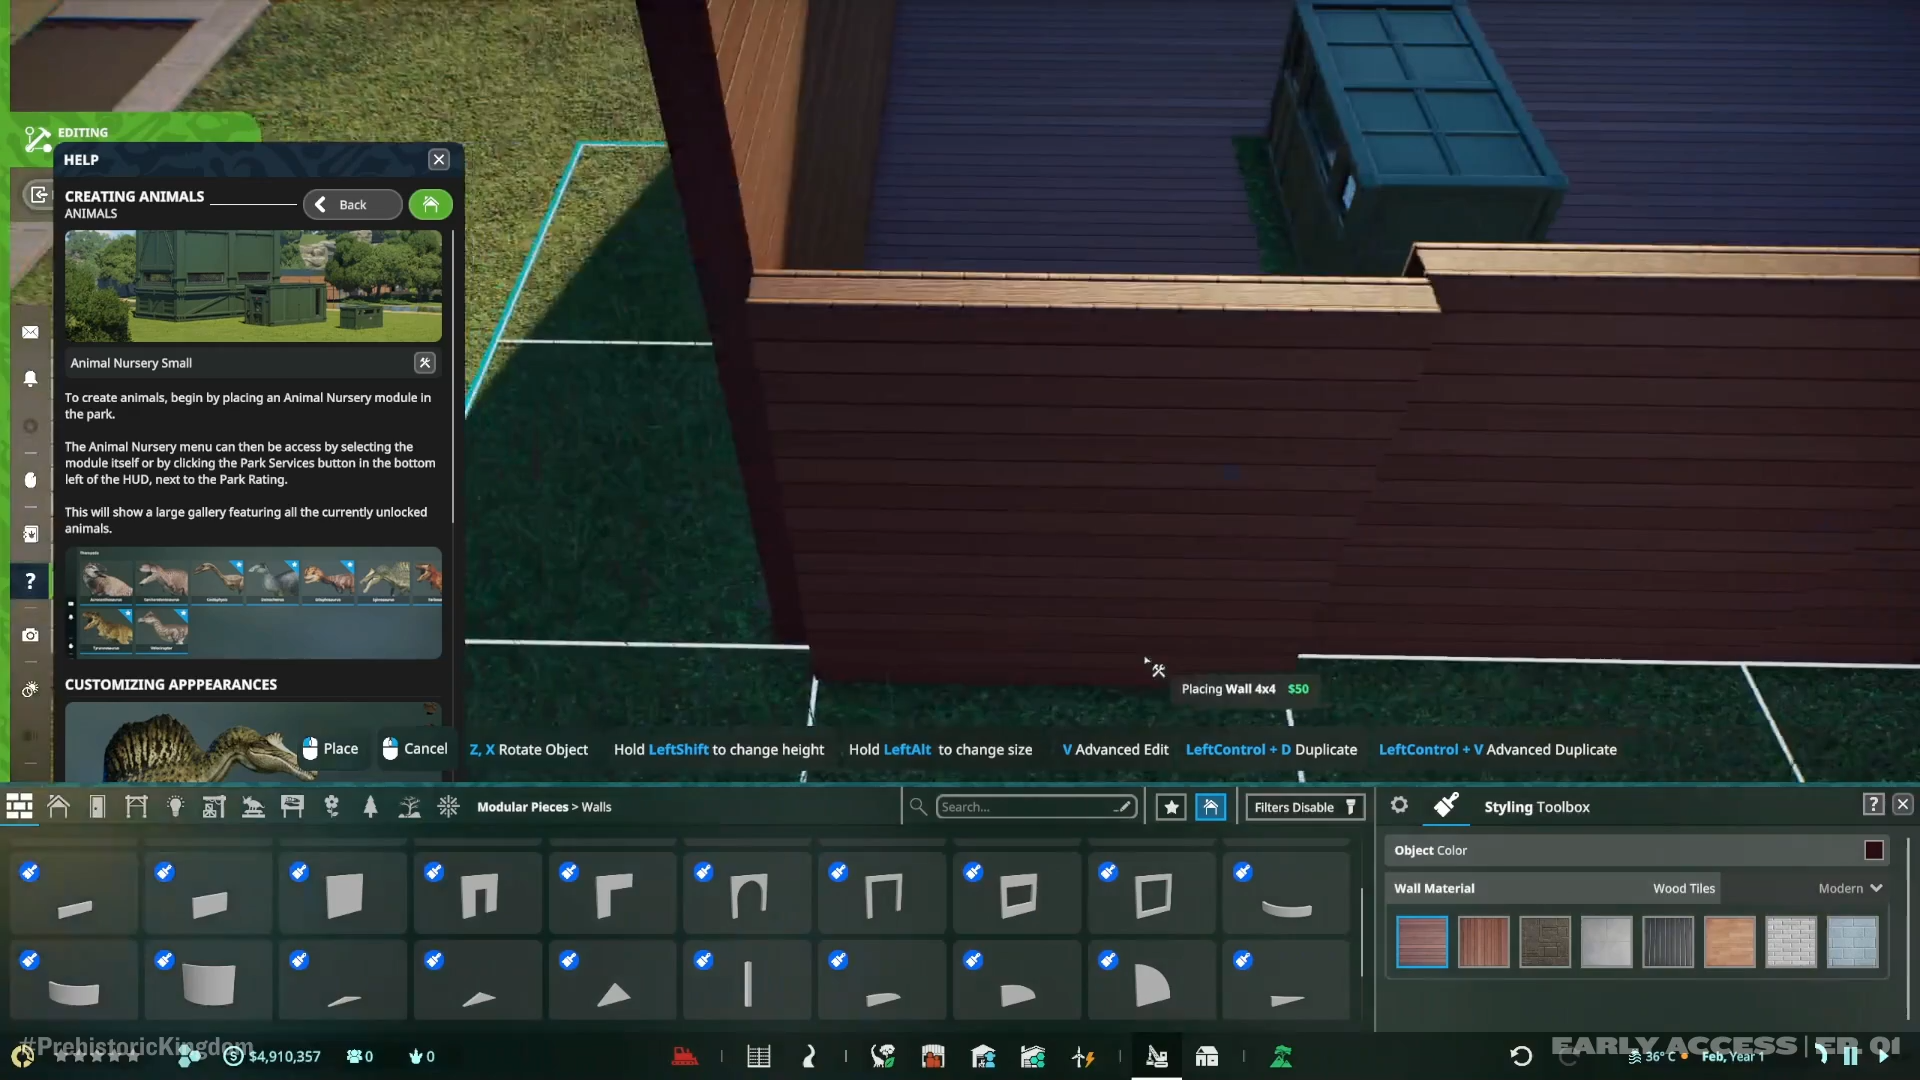 EDITING
HELP
CREATING ANIMALS
ANIMALS
Back
Animal Nursery Small
To create animals, begin by placing an Animal Nursery module in
the park.
The Animal Nursery menu can then be access by selecting the
module itself or by clicking the Park Services button in the bottom
left of the HUD, next to the Park Rating.
This will show a large gallery featuring all the currently unlocked
animals.
CUSTOMIZING APPPEARANCES
Placing Wall 4x4 $50
Place
Cancel
Z, X Rotate Object
Hold LeftShift to change height
Hold LeftAlt to change size
V Advanced Edit
LeftControl + D Duplicate
LeftControl + V Advanced Duplicate
Modular Pieces > Walls
Search...
Filters Disable
Styling Toolbox
?
Object Color
Wall Material
Wood Tiles
Modern
#PrehistoricKingdom
$4,910,357
0
0
EARLY ACCESS | EP. 01
36° C
Feb, Year 1